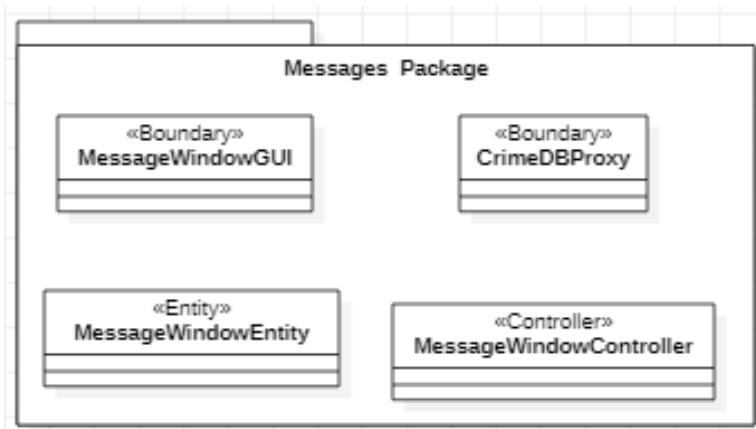 Messages Package
«Boundary»
MessageWindowGUI
«Boundary»
CrimeDBProxy
«Entity»
MessageWindowEntity
«Controller»
MessageWindowController